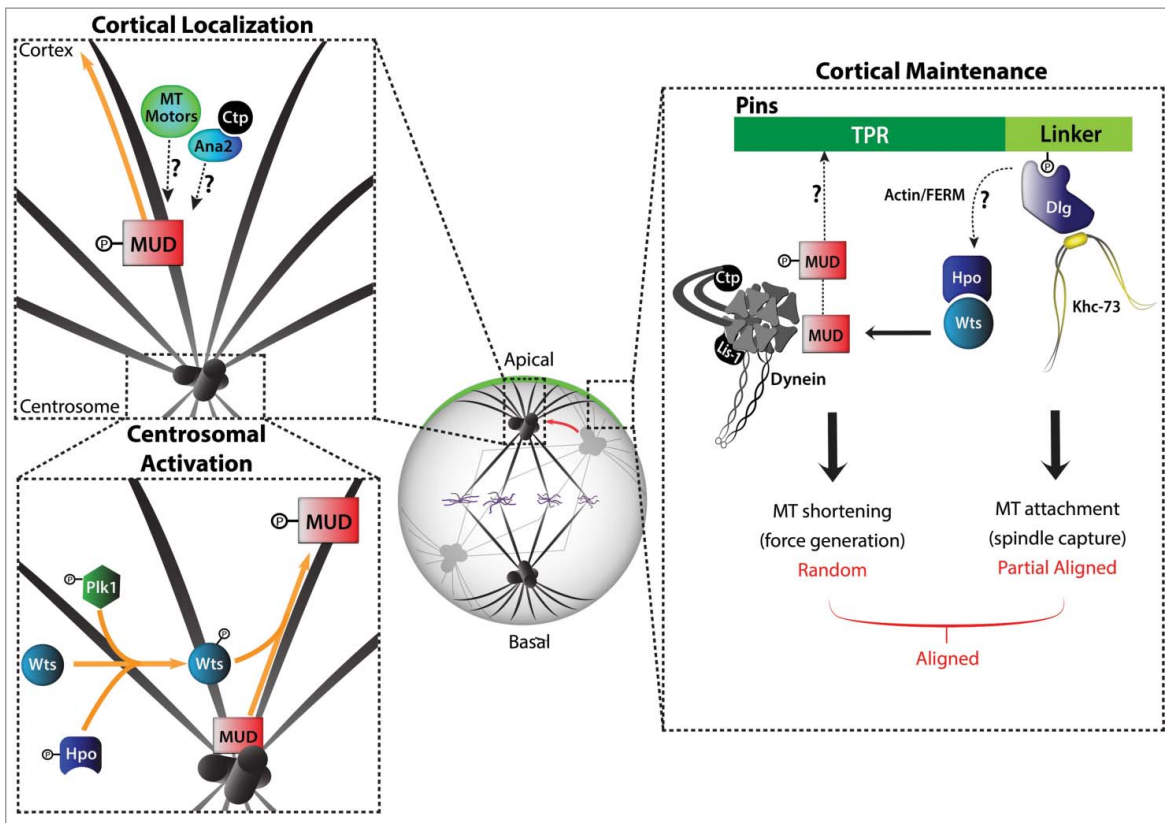 Cortical Localization
Cortex
MT
Motors
Ctp
Ana2
?
?
P
MUD
Centrosome
Centrosomal
Activation
P
MUD
P
Plk1
P
Wts
Wts
MUD
P
Hpo
Apical
Basal
Cortical Maintenance
Pins
TPR
Linker
P
?
Actin/FERM
?
Dlg
P
MUD
Ctp
Hpo
Khc-73
MUD
Wts
Lis-1
Dynein
MT shortening
(force generation)
Random
MT attachment
(spindle capture)
Partial Aligned
Aligned